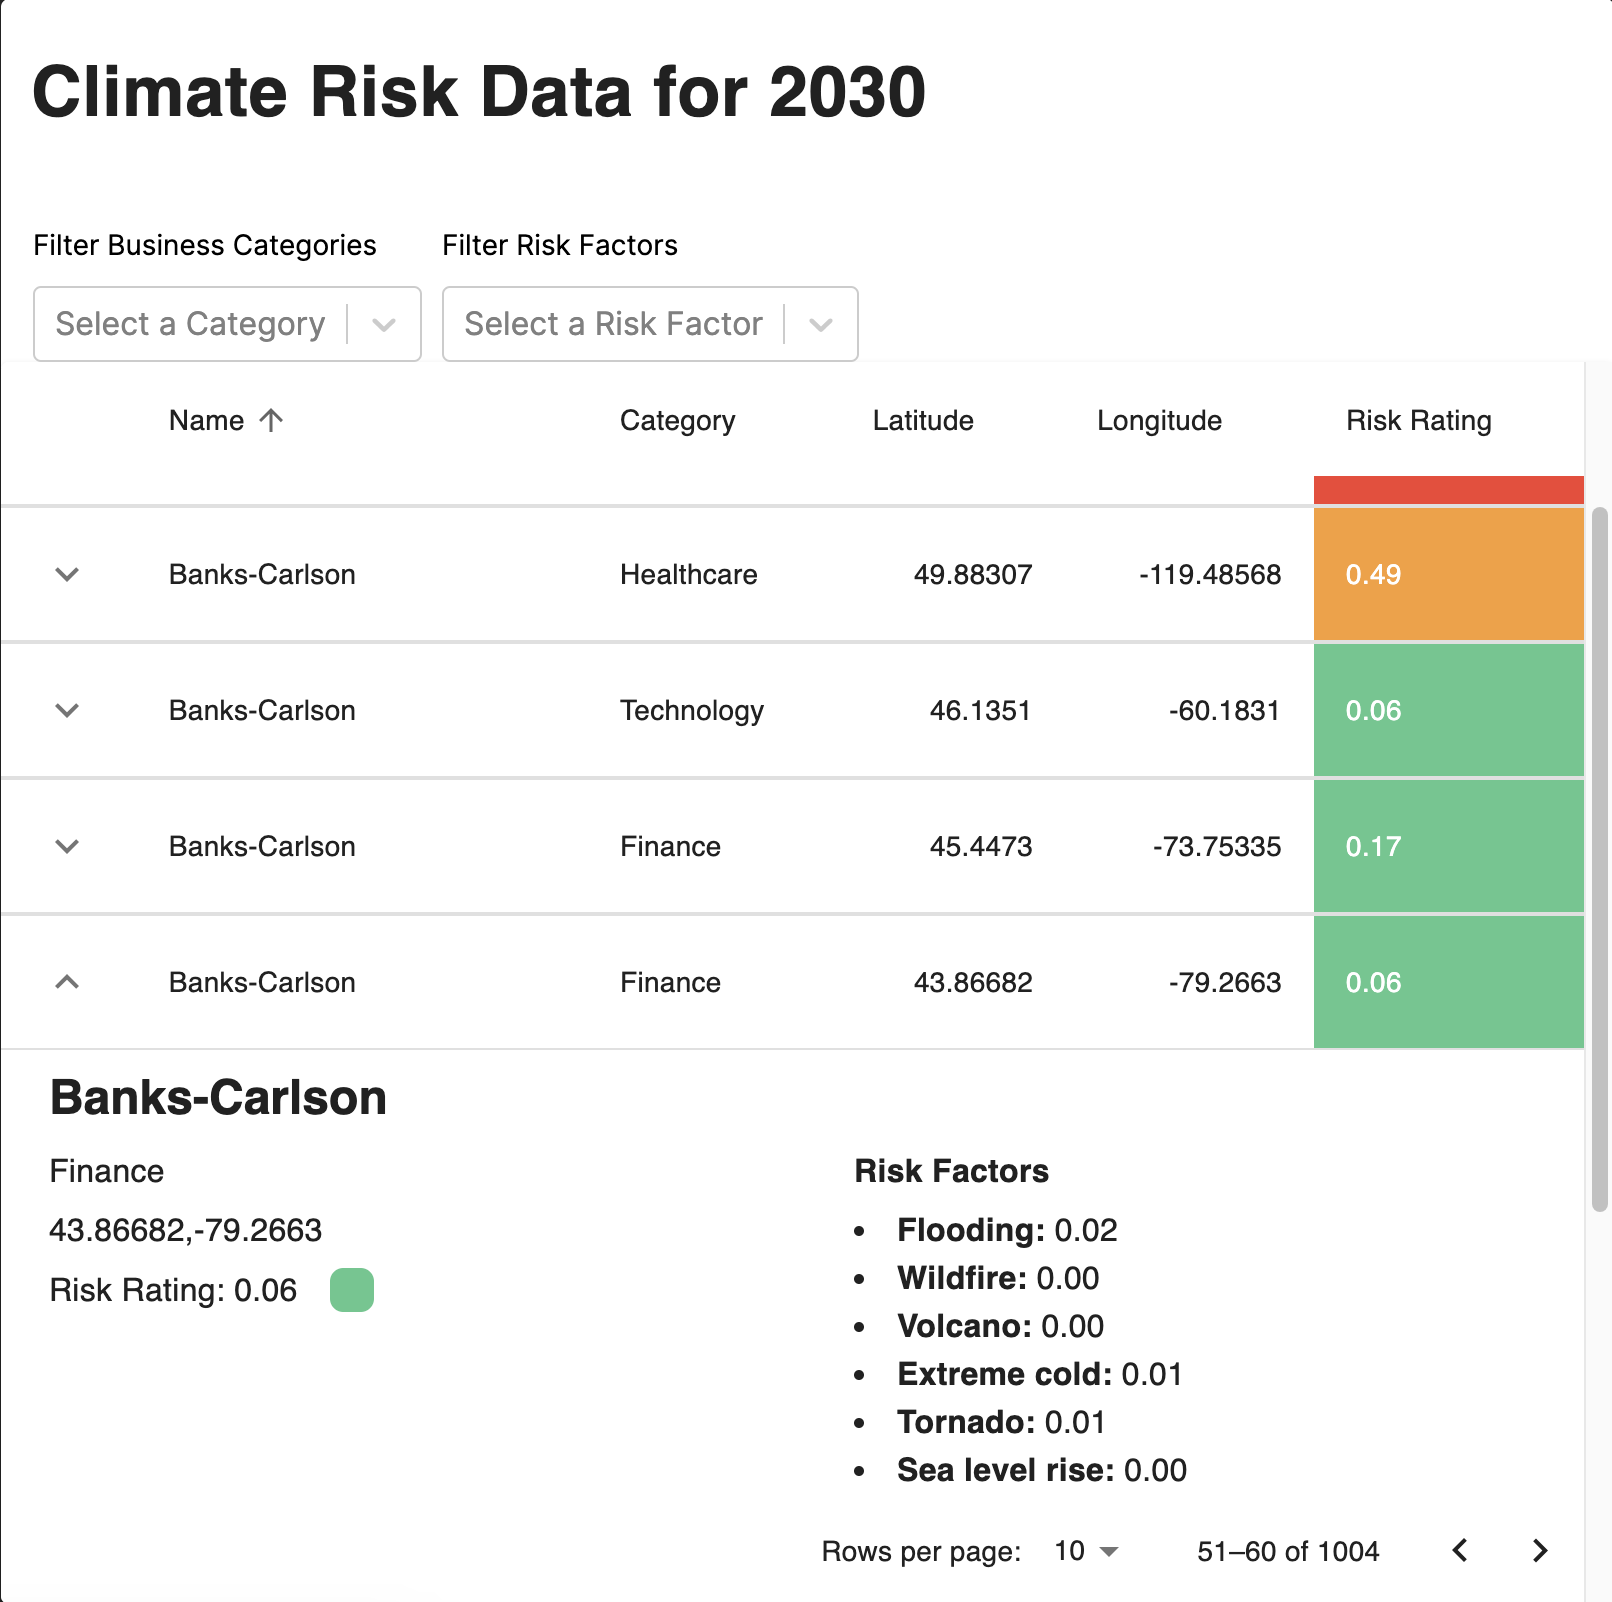 Climate Risk Data for 2030
Filter Business Categories Filter Risk Factors
Select a Category Select a Risk Factor
Name Category Latitude Longitude Risk Rating
Banks-Carlson Healthcare 49.88307 -119.48568 0.49
Banks-Carlson Technology 46.1351 -60.1831 0.06
Banks-Carlson Finance 45.4473 -73.75335 0.17
Banks-Carlson Finance 43.86682 -79.2663 0.06
Banks-Carlson
Finance
43.86682,-79.2663
Risk Rating: 0.06
Risk Factors
• Flooding: 0.02
• Wildfire: 0.00
• Volcano: 0.00
• Extreme cold: 0.01
• Tornado: 0.01
• Sea level rise: 0.00
Rows per page: 10 51–60 of 1004